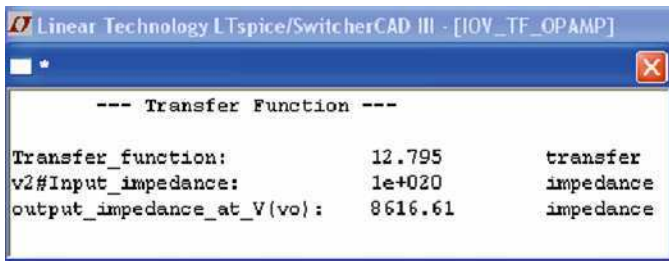 Linear Technology LTspice/SwitcherCAD III - [IOV_TF_OPAMP]
*
--- Transfer Function ---
Transfer_function: 12.795 transfer
v2#Input_impedance: 1e+020 impedance
output_impedance_at_V(vo): 8616.61 impedance